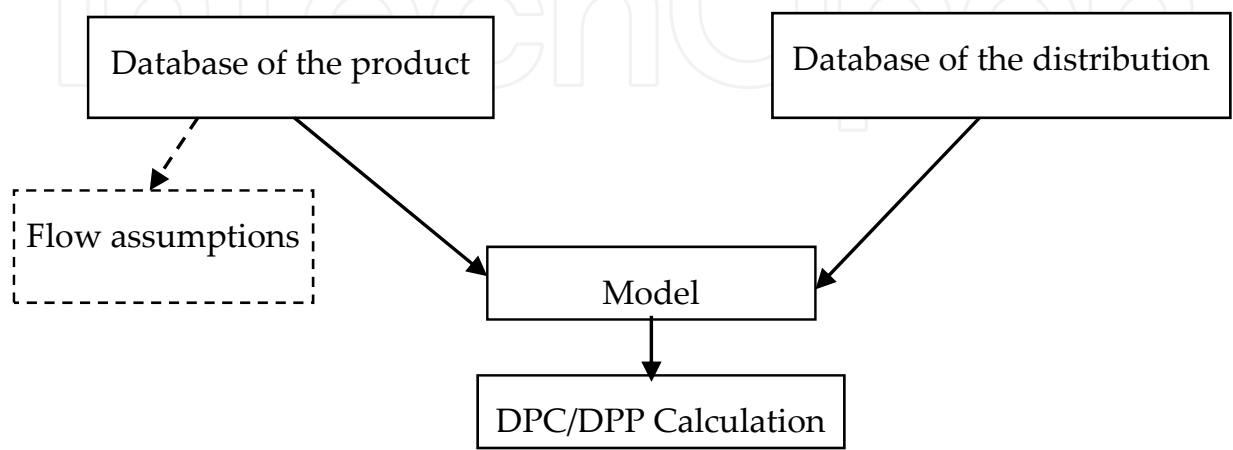 Database of the product
Database of the distribution
Flow assumptions
Model
DPC/DPP Calculation